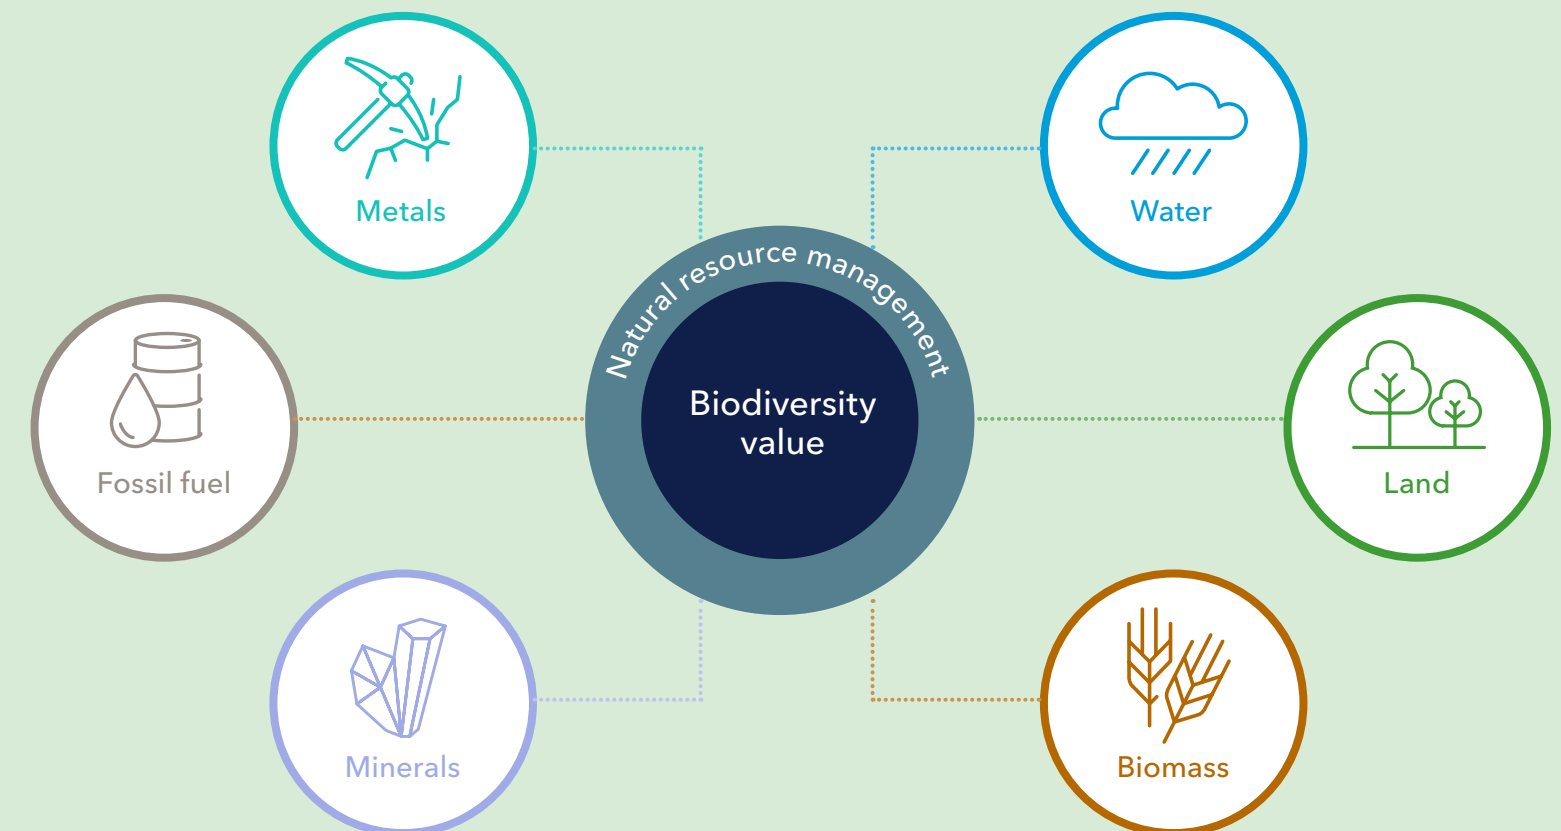 Metals
Water
Natural resource management
Biodiversity
value
Fossil fuel
Land
Minerals
Biomass